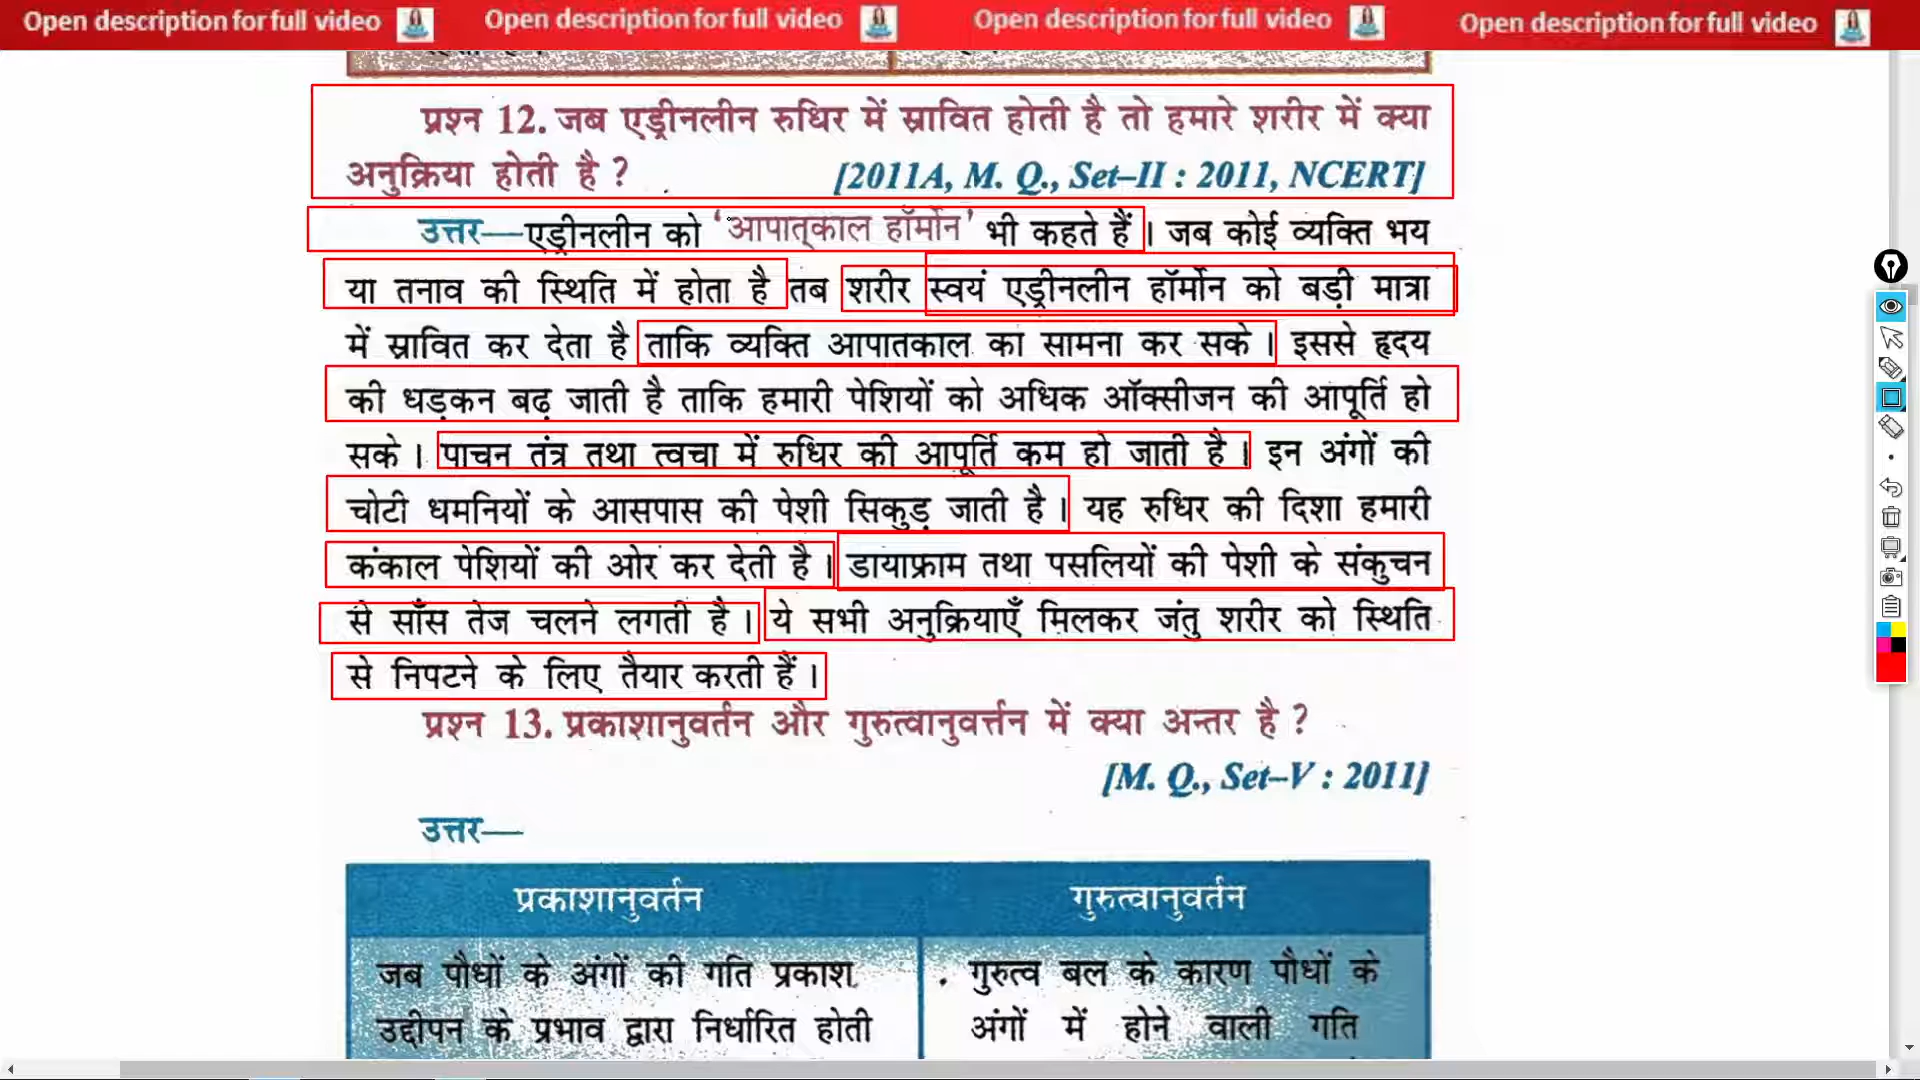 Open description for full video Open description for full video Open description for full video Open description for full video
प्रश्न 12. जब एड्रीनलीन रुधिर में स्रावित होती है तो हमारे शरीर में क्या
अनुक्रिया होती है ? [2011A, M. Q., Set–II : 2011, NCERT]
उत्तर—एड्रीनलीन को 'आपात्काल हॉर्मोन' भी कहते हैं । जब कोई व्यक्ति भय
या तनाव की स्थिति में होता है तब शरीर स्वयं एड्रीनलीन हॉर्मोन को बड़ी मात्रा
में स्रावित कर देता है ताकि व्यक्ति आपातकाल का सामना कर सके । इससे हृदय
की धड़कन बढ़ जाती है ताकि हमारी पेशियों को अधिक ऑक्सीजन की आपूर्ति हो
सके । पाचन तंत्र तथा त्वचा में रुधिर की आपूर्ति कम हो जाती है । इन अंगों की
चोटी धमनियों के आसपास की पेशी सिकुड़ जाती है । यह रुधिर की दिशा हमारी
कंकाल पेशियों की ओर कर देती है । डायाफ्राम तथा पसलियों की पेशी के संकुचन
से साँस तेज चलने लगती है । ये सभी अनुक्रियाएँ मिलकर जंतु शरीर को स्थिति
से निपटने के लिए तैयार करती हैं ।
प्रश्न 13. प्रकाशानुवर्तन और गुरुत्वानुवर्त्तन में क्या अन्तर है ?
[M. Q., Set–V : 2011]
उत्तर—
प्रकाशानुवर्तन गुरुत्वानुवर्तन
जब पौधों के अंगों की गति प्रकाश गुरुत्व बल के कारण पौधों के
उद्दीपन के प्रभाव द्वारा निर्धारित होती अंगों में होने वाली गति